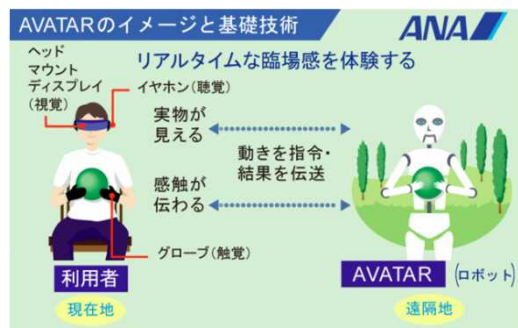 AVATARのイメージと基礎技術
ANA
リアルタイムな臨場感を体験する
ヘッド
マウント
ディスプレイ
(視覚)
イヤホン(聴覚)
実物が
見える
動きを指令・
結果を伝送
感触が
伝わる
グローブ(触覚)
利用者
現在地
AVATAR(ロボット)
遠隔地